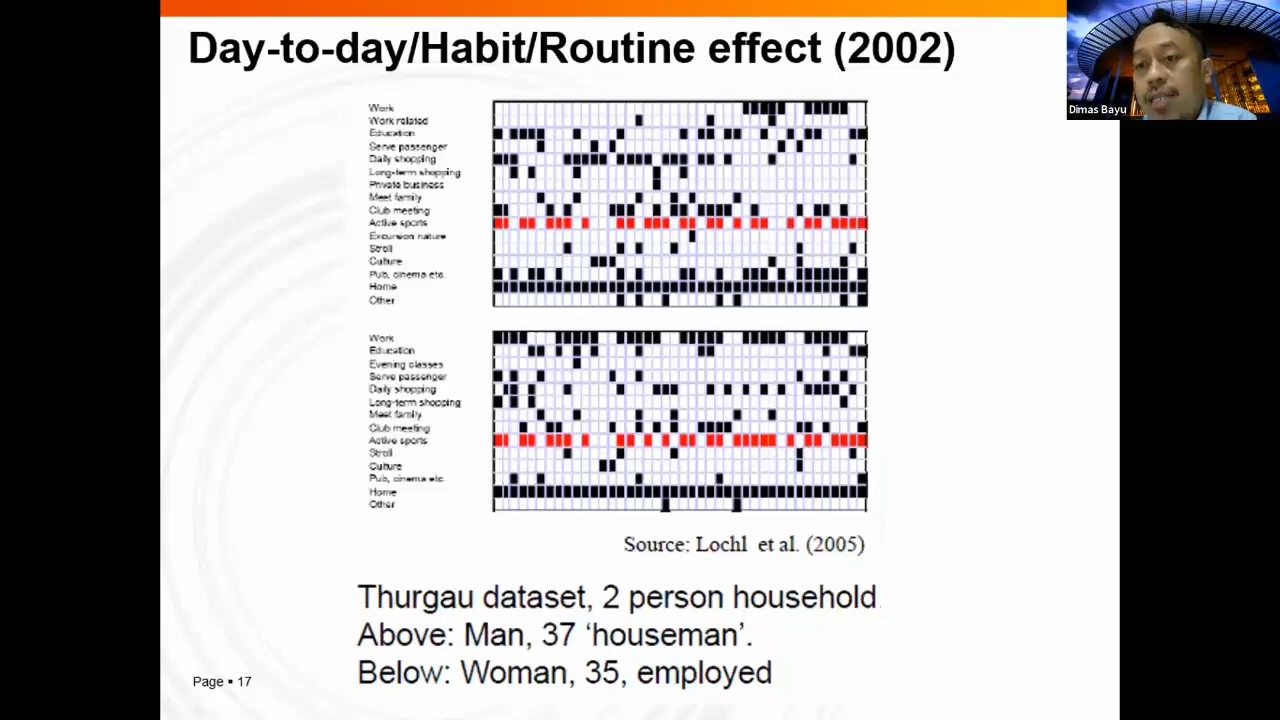 Day-to-day/Habit/Routine effect (2002)
Dimas Bayu
Work
Work related
Education
Serve passenger
Daily shopping
Long-term shopping
Private business
Meet family
Club meeting
Active sports
Excursion nature
Stroll
Culture
Pub, cinema etc.
Home
Other
Work
Education
Evening classes
Serve passenger
Daily shopping
Long-term shopping
Meet family
Club meeting
Active sports
Stroll
Culture
Pub, cinema etc.
Home
Other
Source: Lochl et al. (2005)
Thurgau dataset, 2 person household.
Above: Man, 37 ‘houseman’.
Below: Woman, 35, employed
Page ▪ 17